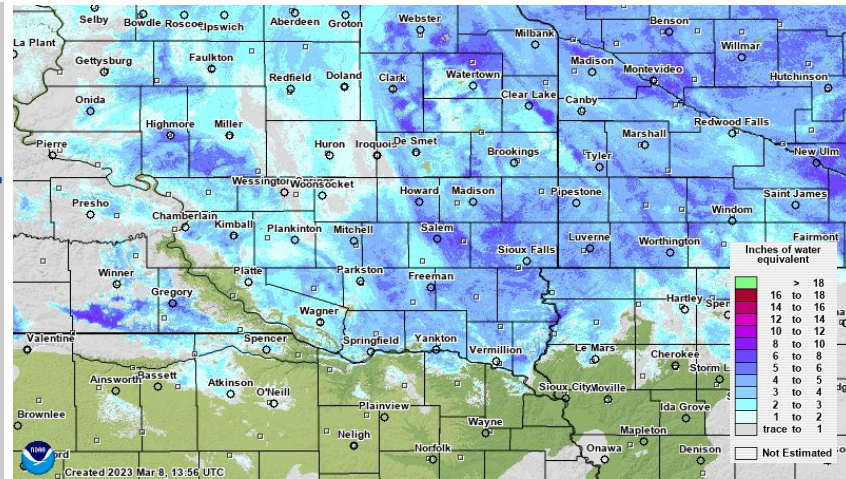 Selby Bowdle Roscoe Ipswich Aberdeen Groton Webster Milbank Benson
La Plant Gettysburg Faulkton Redfield Doland Clark Watertown Madison Montevideo Willmar
Onida Clear Lake Canby Hutchinson
Highmore Miller Marshall Redwood Falls
Pierre Huron Iroquois De Smet Brookings Tyler New Ulm
Wessington Springs Woonsocket Howard Madison Pipestone Saint James
Presho Chamberlain Kimball Plankinton Mitchell Salem Sioux Falls Luverne Worthington Windom Fairmont
Winner Platte Parkston Freeman
Gregory Wagner Hartley
Valentine Spencer Springfield Yankton Vermillion Le Mars Cherokee
Ainsworth Bassett Atkinson O'Neill Sioux City Moville Storm L
Brownlee Plainview Wayne Ida Grove
Neligh Norfolk Mapleton
Onawa Denison
Inches of water
equivalent
> 18
16 to 18
14 to 16
12 to 14
10 to 12
8 to 10
6 to 8
5 to 6
4 to 5
3 to 4
2 to 3
1 to 2
trace to 1
Not Estimated
NOAA
Created 2023 Mar 8, 13:56 UTC